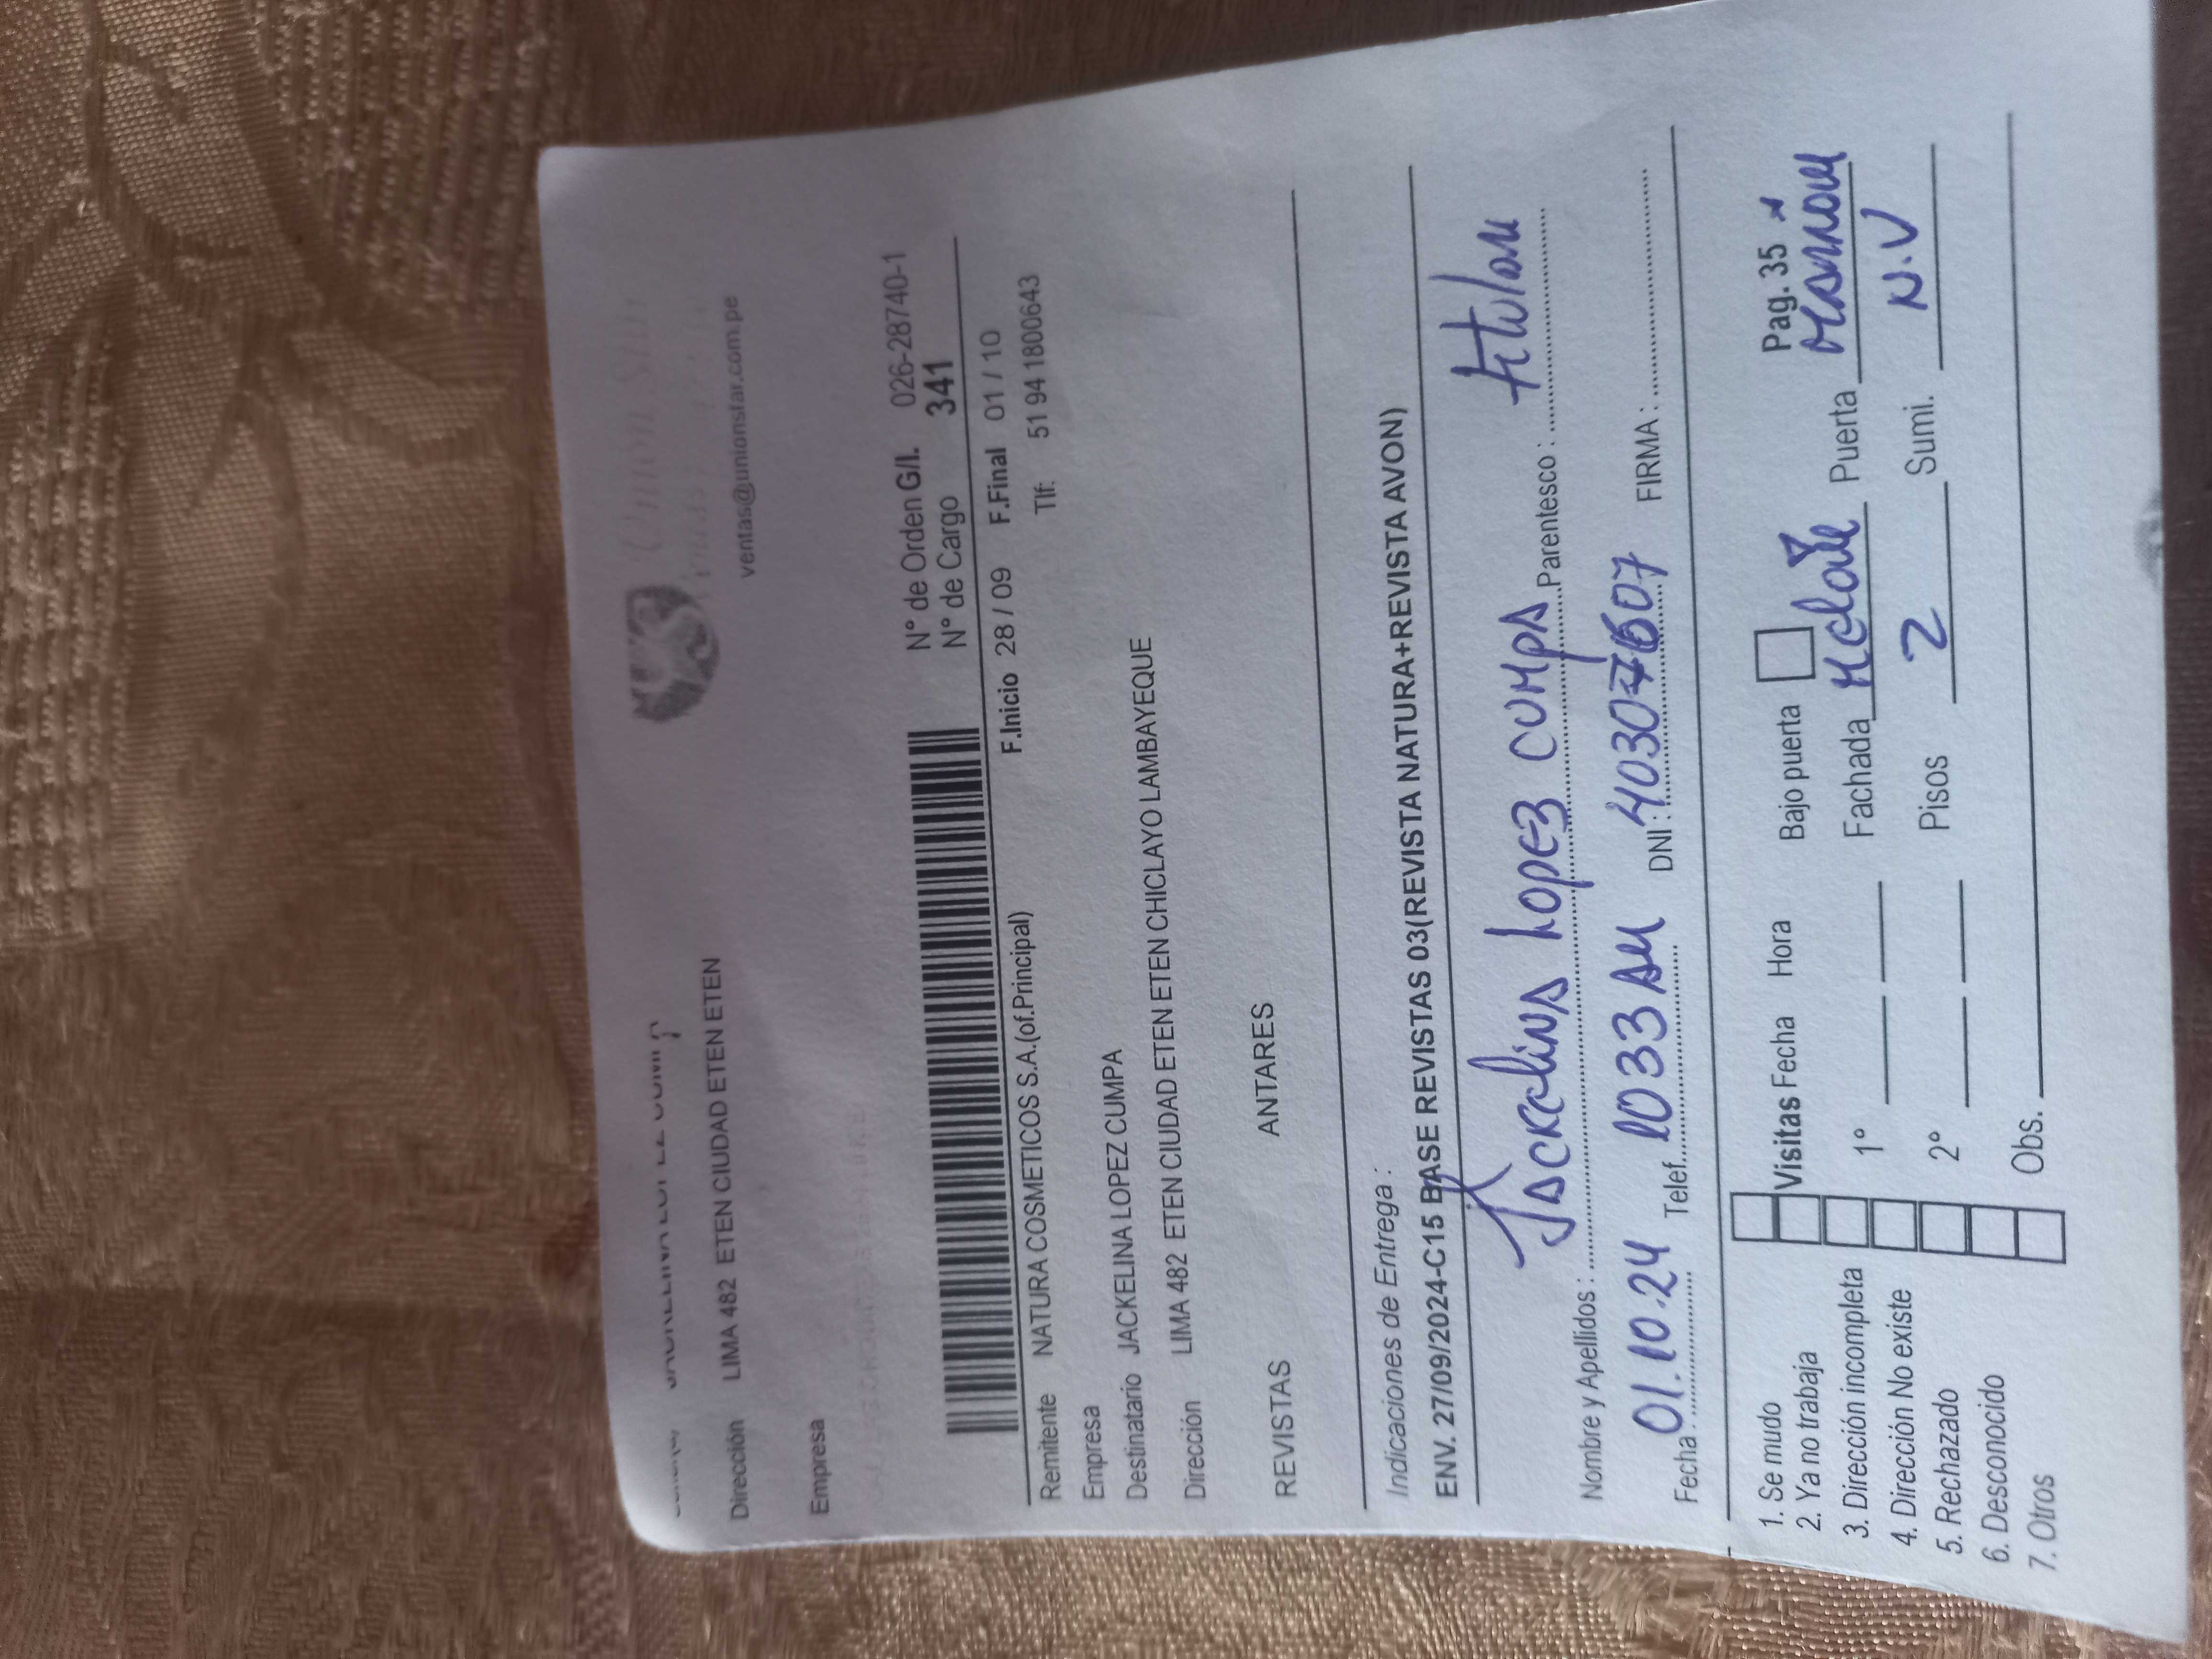 Union Star
ventas@unionstar.com.pe
Dirección LIMA 482 ETEN CIUDAD ETEN ETEN
Empresa
N° de Orden G/I. 026-28740-1
N° de Cargo 341
F.Inicio 28 / 09 F.Final 01 / 10
Remitente NATURA COSMETICOS S.A.(of.Principal) Tlf: 51 94 1800643
Empresa
Destinatario JACKELINA LOPEZ CUMPA
Dirección LIMA 482 ETEN CIUDAD ETEN ETEN CHICLAYO LAMBAYEQUE
REVISTAS ANTARES
Indicaciones de Entrega :
ENV. 27/09/2024-C15 BASE REVISTAS 03(REVISTA NATURA+REVISTA AVON)
Nombre y Apellidos : Jackelina Lopez Cumpa Parentesco : titular
Fecha : 01.10.24 Telef. 1033 AM DNI : FIRMA :
Pag. 35
1. Se mudo
2. Ya no trabaja
3. Dirección incompleta
4. Dirección No existe
5. Rechazado
6. Desconocido
7. Otros
Visitas Fecha Hora Bajo puerta
1° Fachada Puerta
2° Pisos 2 Sumi. N.V
Obs.